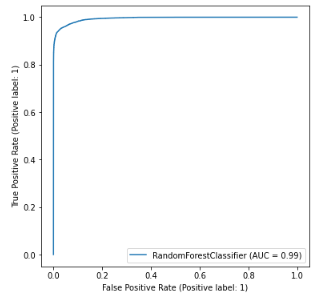 True Positive Rate (Positive label: 1)
1.0
0.8
0.6
0.4
0.2
0.0
RandomForestClassifier (AUC = 0.99)
0.0 0.2 0.4 0.6 0.8 1.0
False Positive Rate (Positive label: 1)